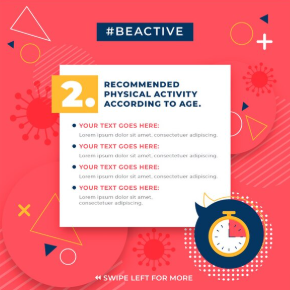 #BEACTIVE
2.
RECOMMENDED
PHYSICAL ACTIVITY
ACCORDING TO AGE.
YOUR TEXT GOES HERE:
Lorem ipsum dolor sit amet, consectetuer adipiscing.
YOUR TEXT GOES HERE:
Lorem ipsum dolor sit amet, consectetuer adipiscing.
YOUR TEXT GOES HERE:
Lorem ipsum dolor sit amet, consectetuer adipiscing.
YOUR TEXT GOES HERE:
Lorem ipsum dolor sit amet, consectetuer
adipiscing.
SWIPE LEFT FOR MORE